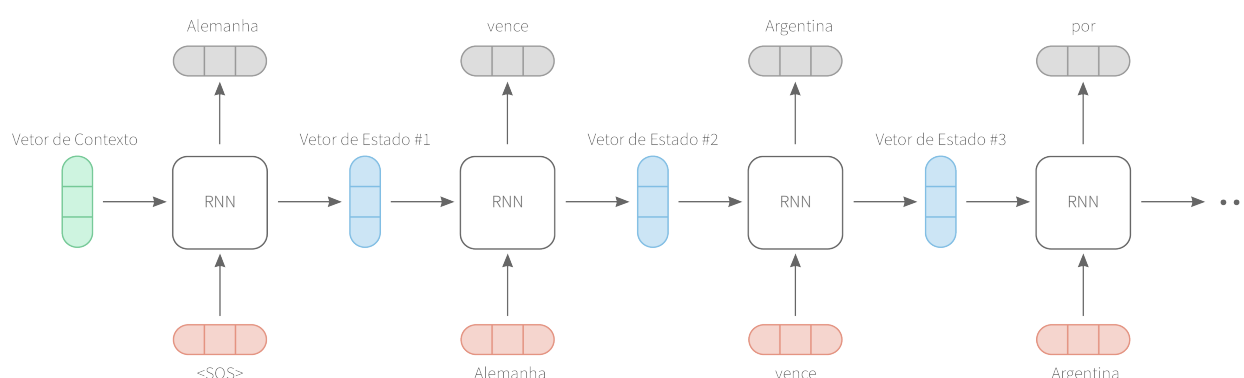 Alemanha
vence
Argentina
por
Vetor de Contexto
Vetor de Estado #1
Vetor de Estado #2
Vetor de Estado #3
RNN
RNN
RNN
RNN
<SOS>
Alemanha
vence
Argentina